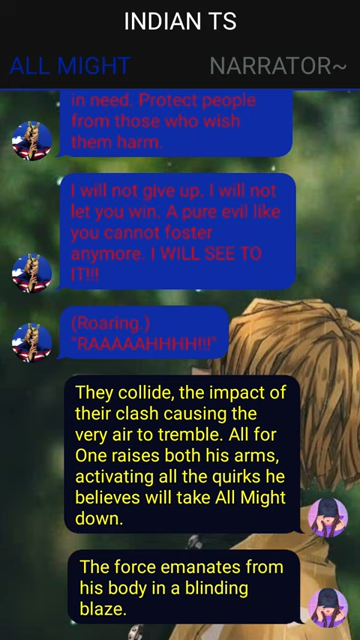 INDIAN TS
ALL MIGHT
NARRATOR~
in need. Protect people
from those who wish
them harm.
I will not give up. I will not
let you win. A pure evil like
you cannot foster
anymore. I WILL SEE TO
IT!!!
(Roaring.)
"RAAAAAHHHH!!!"
They collide, the impact of
their clash causing the
very air to tremble. All for
One raises both his arms,
activating all the quirks he
believes will take All Might
down.
The force emanates from
his body in a blinding
blaze.